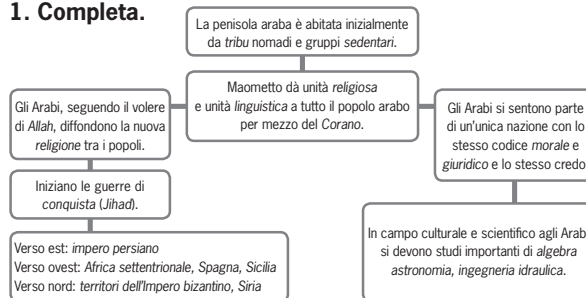 1. Completa.
La penisola araba è abitata inizialmente
da tribu nomadi e gruppi sedentari.
Maometto dà unità religiosa
e unità linguistica a tutto il popolo arabo
per mezzo del Corano.
Gli Arabi, seguendo il volere
di Allah, diffondono la nuova
religione tra i popoli.
Iniziano le guerre di
conquista (Jihad).
Verso est: impero persiano
Verso ovest: Africa settentrionale, Spagna, Sicilia
Verso nord: territori dell'Impero bizantino, Siria
Gli Arabi si sentono parte
di un'unica nazione con lo
stesso codice morale e
giuridico e lo stesso credo
In campo culturale e scientifico agli Arab
si devono studi importanti di algebra
astronomia, ingegneria idraulica.